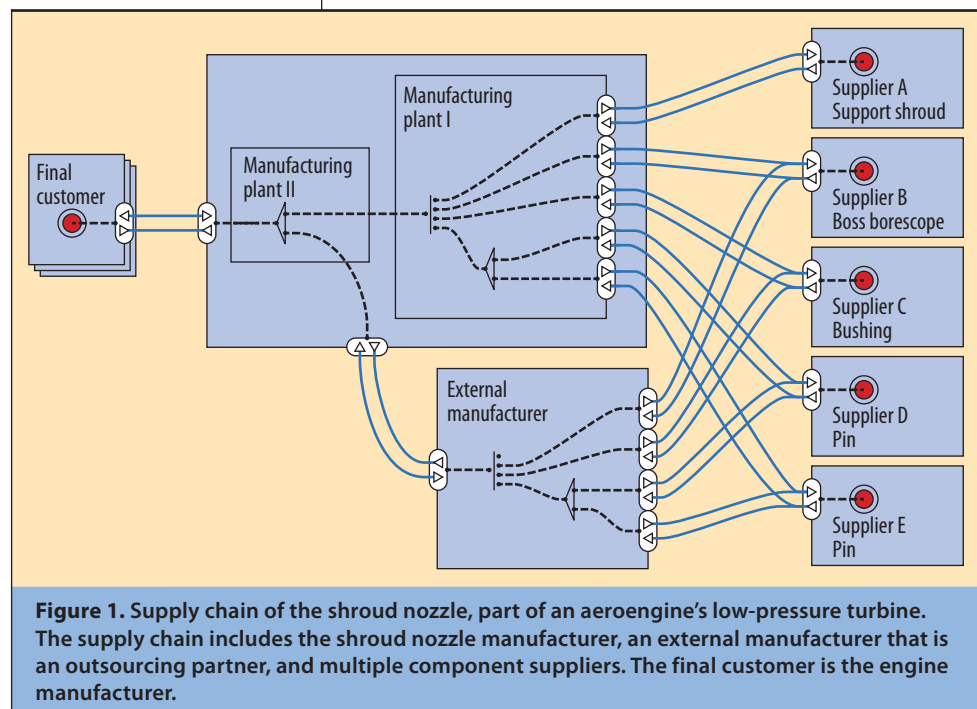 Final
customer
Manufacturing
plant II
Manufacturing
plant I
External
manufacturer
Supplier A
Support shroud
Supplier B
Boss borescope
Supplier C
Bushing
Supplier D
Pin
Supplier E
Pin
Figure 1. Supply chain of the shroud nozzle, part of an aeroengine's low-pressure turbine.
The supply chain includes the shroud nozzle manufacturer, an external manufacturer that is
an outsourcing partner, and multiple component suppliers. The final customer is the engine
manufacturer.